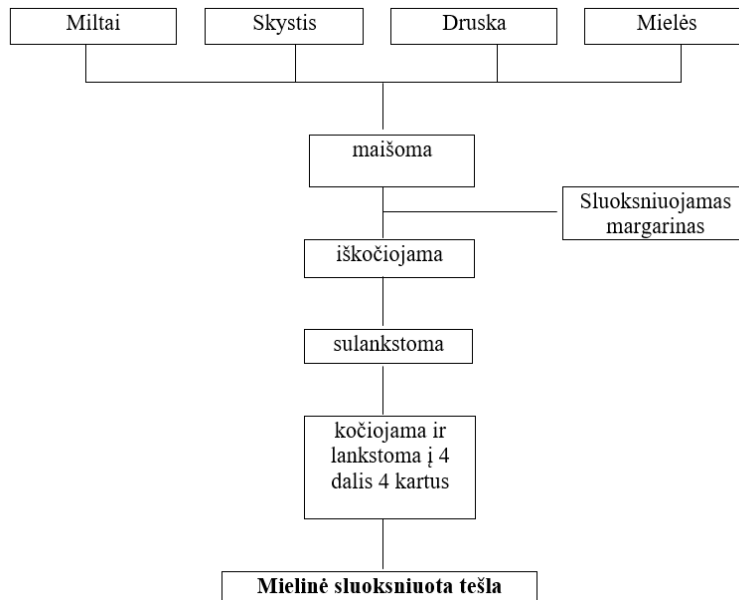 Miltai
Skystis
Druska
Mielės
maišoma
Sluoksniuojamas
margarinas
iškočiojama
sulankstoma
kočiojama ir
lankstoma į 4
dalis 4 kartus
Mielinė sluoksniuota tešla